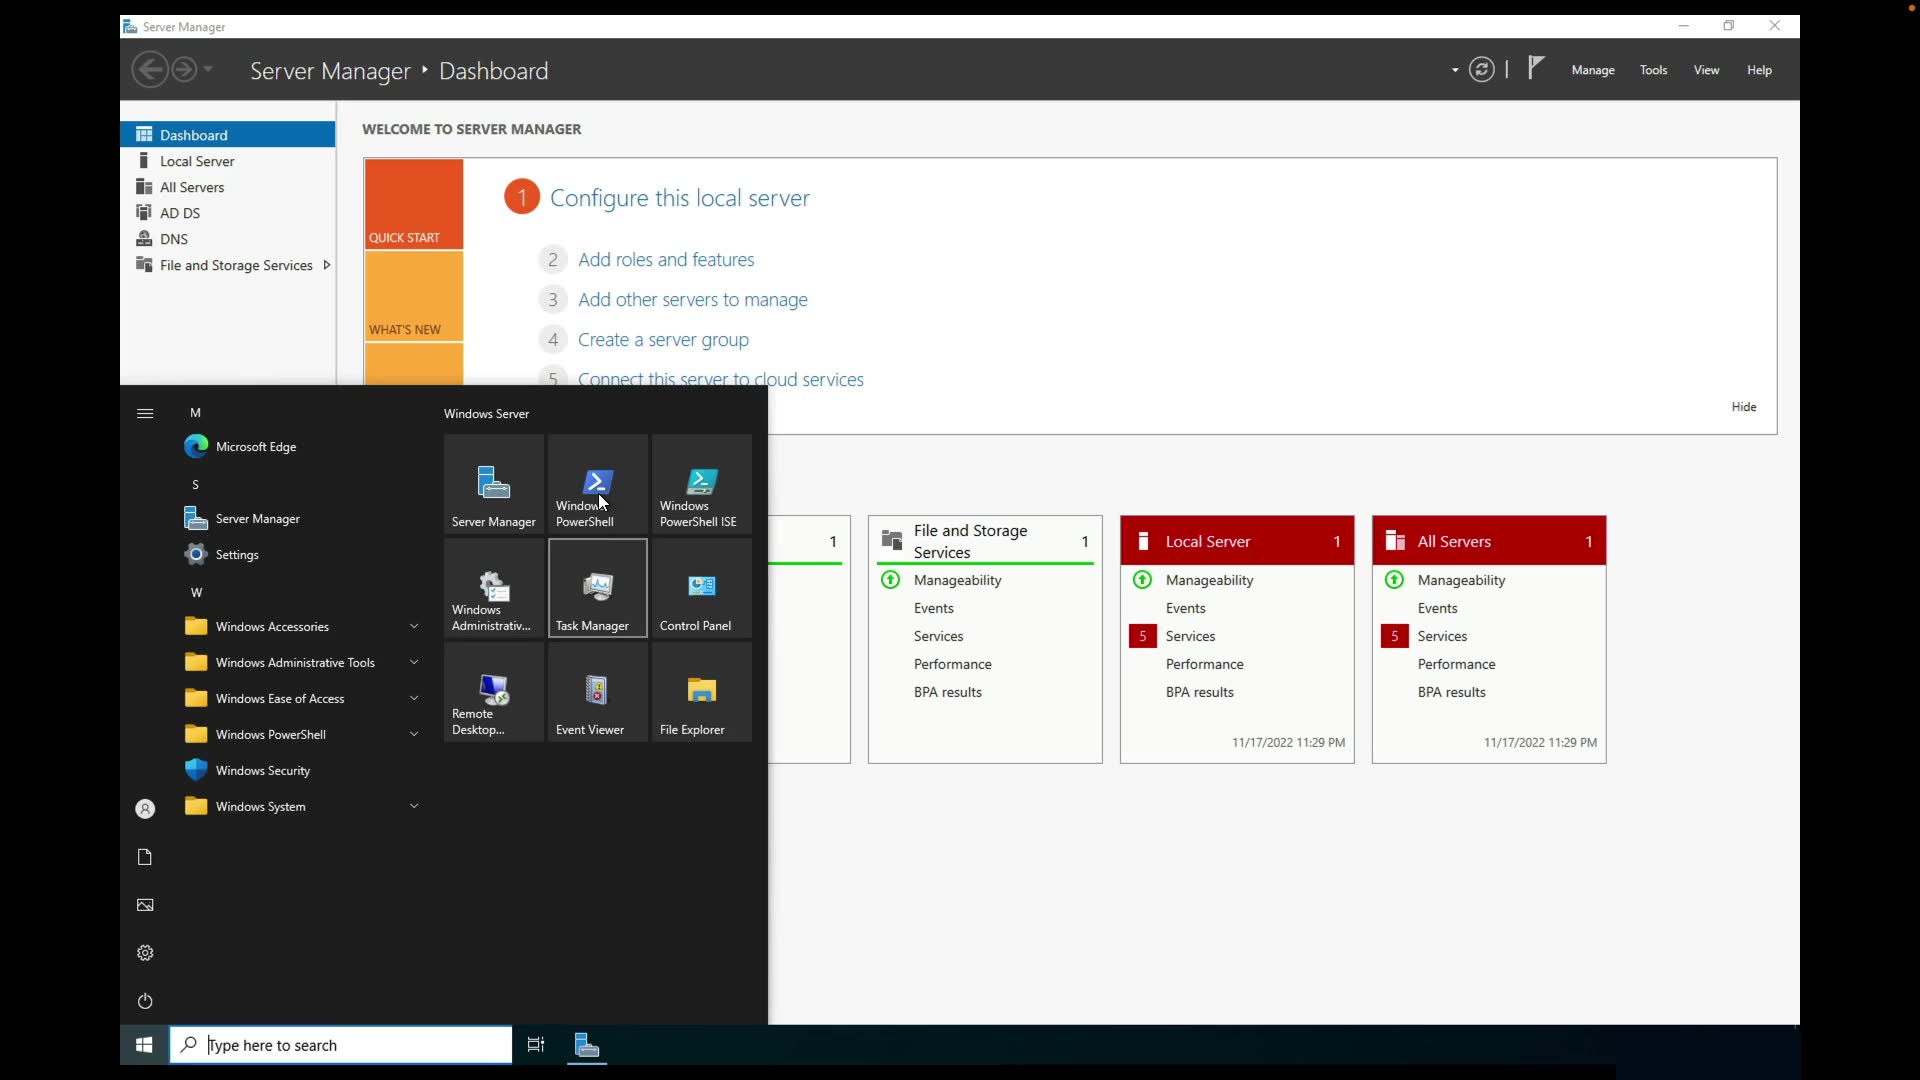 Server Manager
Server Manager ‣ Dashboard
Manage
Tools
View
Help
Dashboard
Local Server
All Servers
AD DS
DNS
File and Storage Services
WELCOME TO SERVER MANAGER
QUICK START
WHAT'S NEW
1 Configure this local server
2 Add roles and features
3 Add other servers to manage
4 Create a server group
5 Connect this server to cloud services
Hide
M
Microsoft Edge
S
Server Manager
Settings
W
Windows Accessories
Windows Administrative Tools
Windows Ease of Access
Windows PowerShell
Windows Security
Windows System
Windows Server
Server Manager
Windows
PowerShell
Windows
PowerShell ISE
Windows
Administrativ...
Task Manager
Control Panel
Remote
Desktop...
Event Viewer
File Explorer
1
File and Storage
Services
1
Manageability
Events
Services
Performance
BPA results
Local Server 1
Manageability
Events
5 Services
Performance
BPA results
11/17/2022 11:29 PM
All Servers 1
Manageability
Events
5 Services
Performance
BPA results
11/17/2022 11:29 PM
Type here to search